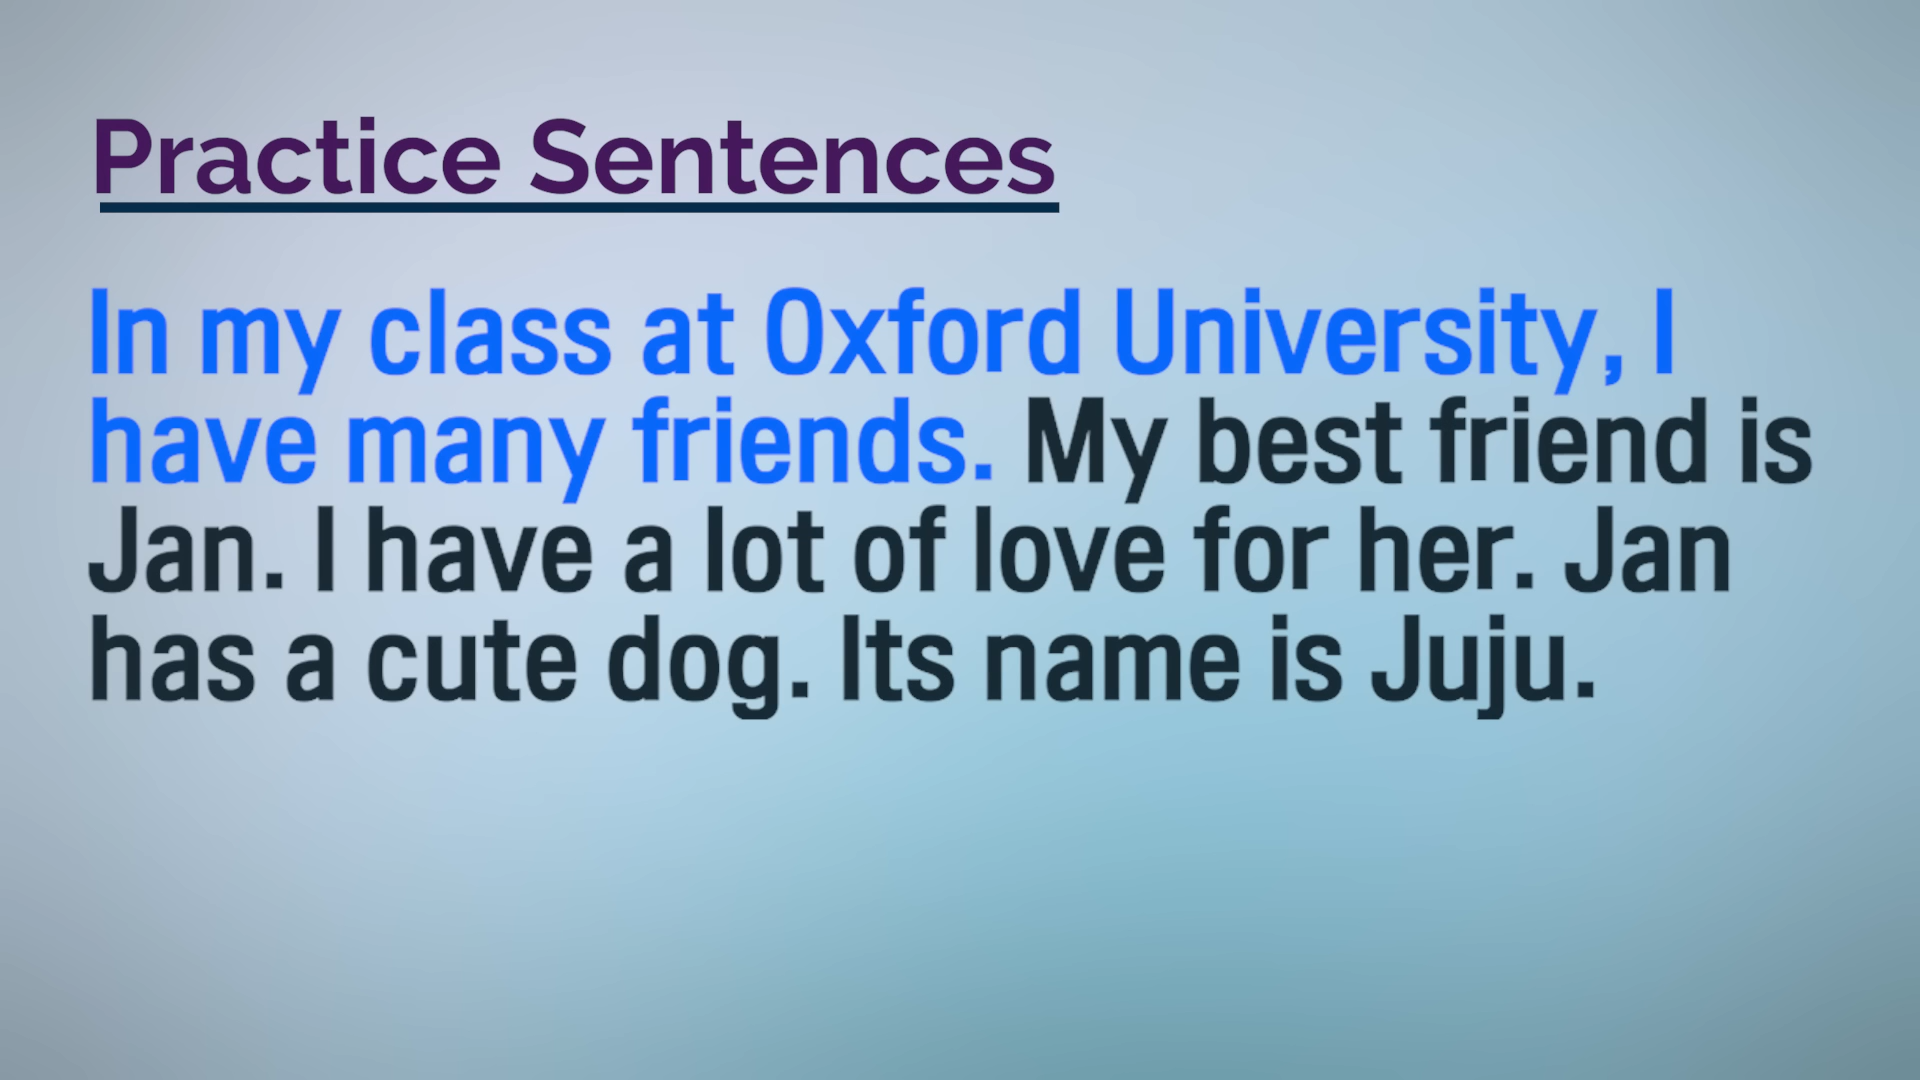 Practice Sentences
In my class at Oxford University, I
have many friends. My best friend is
Jan. I have a lot of love for her. Jan
has a cute dog. Its name is Juju.